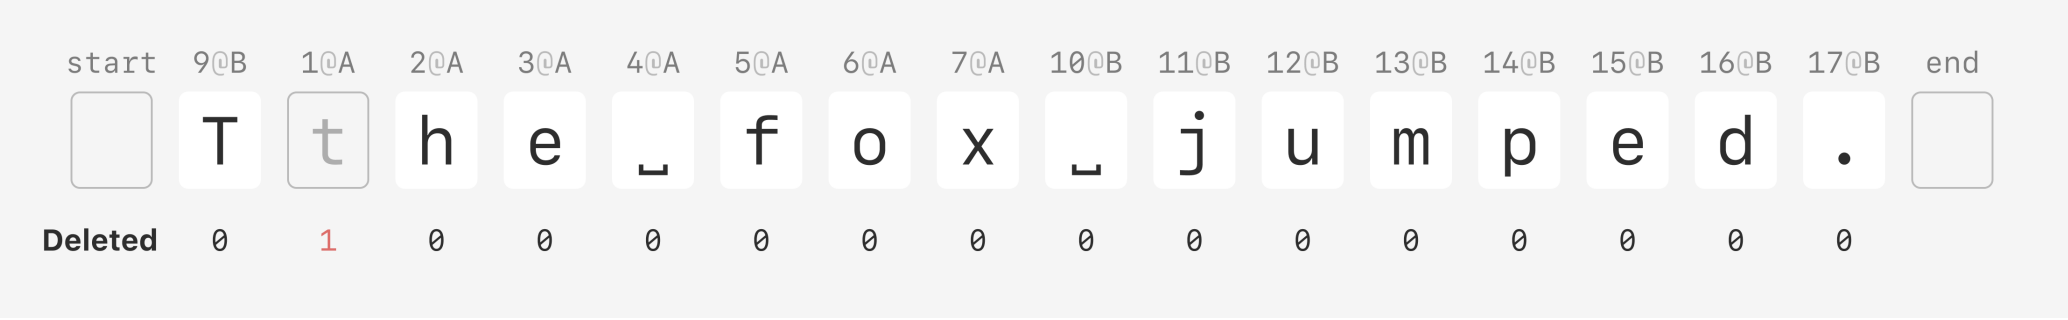 start 9@B 1@A 2@A 3@A 4@A 5@A 6@A 7@A 10@B 11@B 12@B 13@B 14@B 15@B 16@B 17@B end
T t h e ␣ f o x ␣ j u m p e d .
Deleted 0 1 0 0 0 0 0 0 0 0 0 0 0 0 0 0